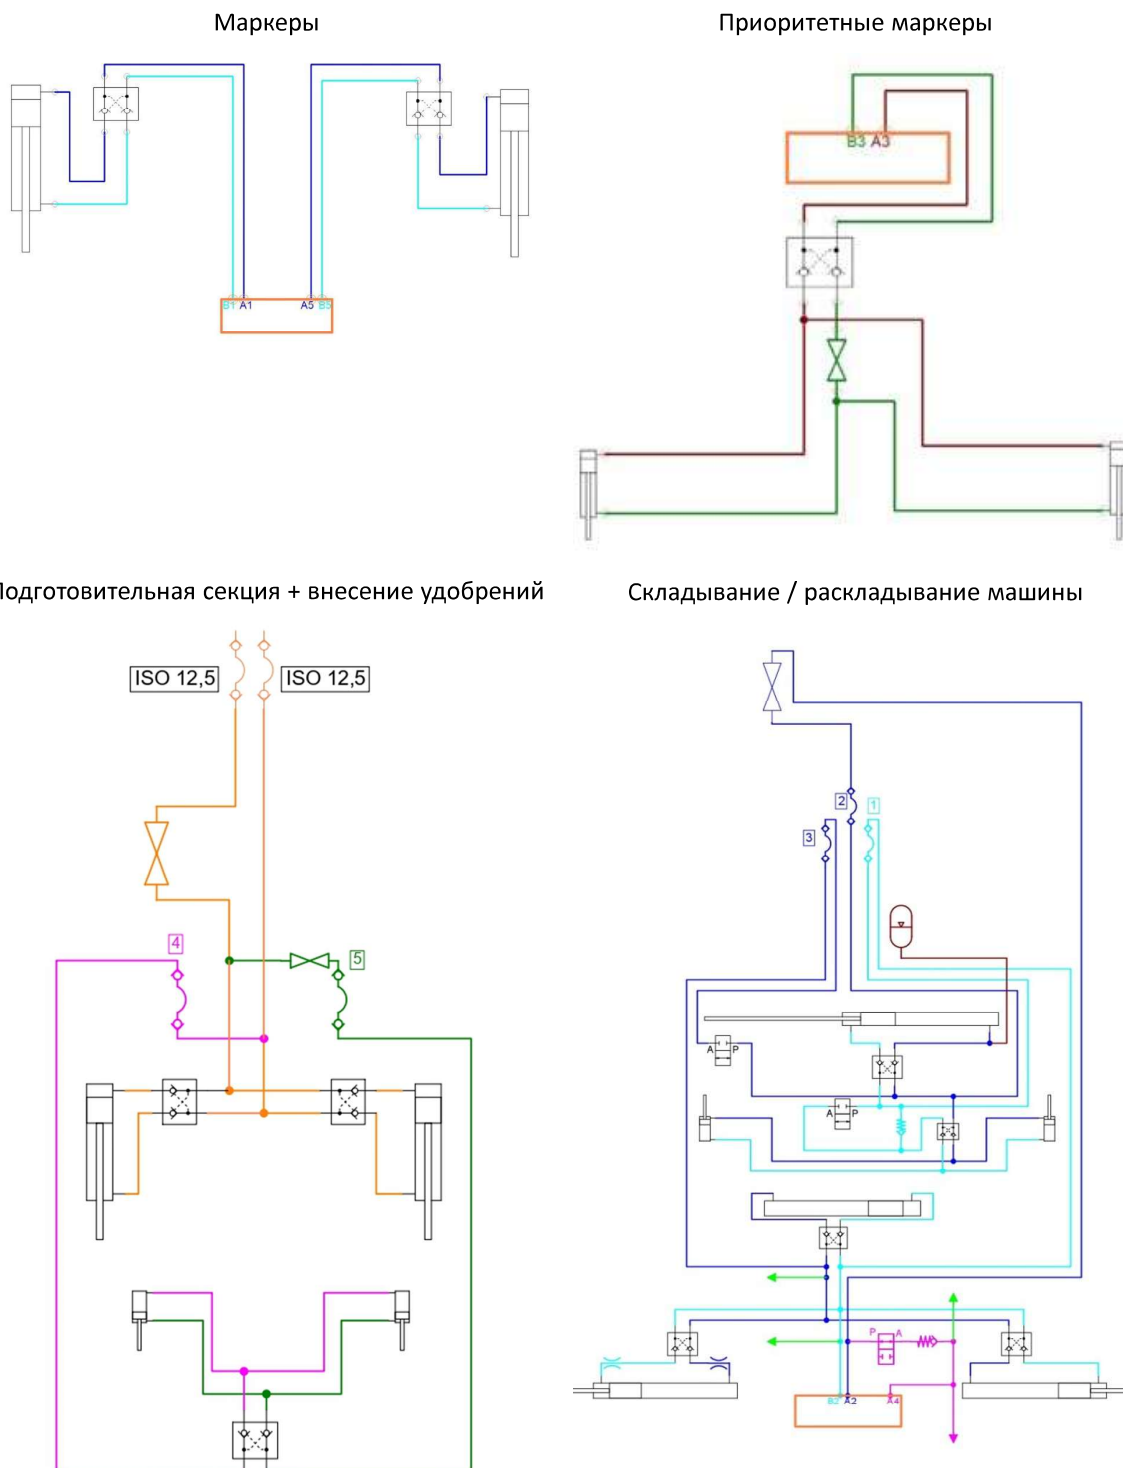 Маркеры
Приоритетные маркеры
B3 A3
B1 A1
A5 B5
Подготовительная секция + внесение удобрений
Складывание / раскладывание машины
ISO 12,5
ISO 12,5
2
1
3
4
5
A
P
A
P
P
A
B2 A2
A4